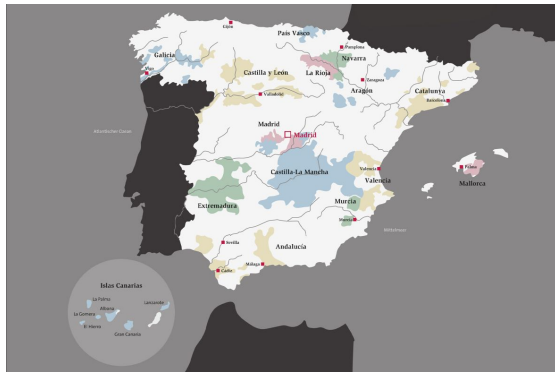 Gijón
País Vasco
Galicia
Pamplona
Navarra
Vigo
Castilla y León
La Rioja
Zaragoza
Catalunya
Valladolid
Aragón
Barcelona
Madrid
Atlantischer Ozean
Madrid
Castilla-La Mancha
Valencia
Palma
Valencia
Mallorca
Extremadura
Murcia
Murcia
Sevilla
Andalucía
Málaga
Cádiz
Islas Canarias
La Palma
Lanzarote
La Gomera
El Hierro
Gran Canaria